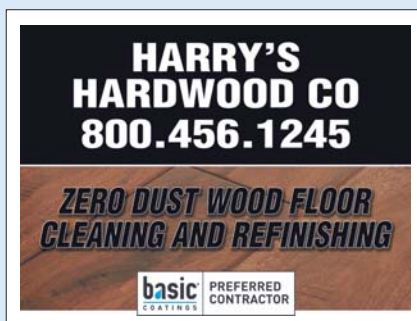 HARRY'S
HARDWOOD CO
800.456.1245
ZERO DUST WOOD FLOOR
CLEANING AND REFINISHING
basic
COATINGS
PREFERRED
CONTRACTOR